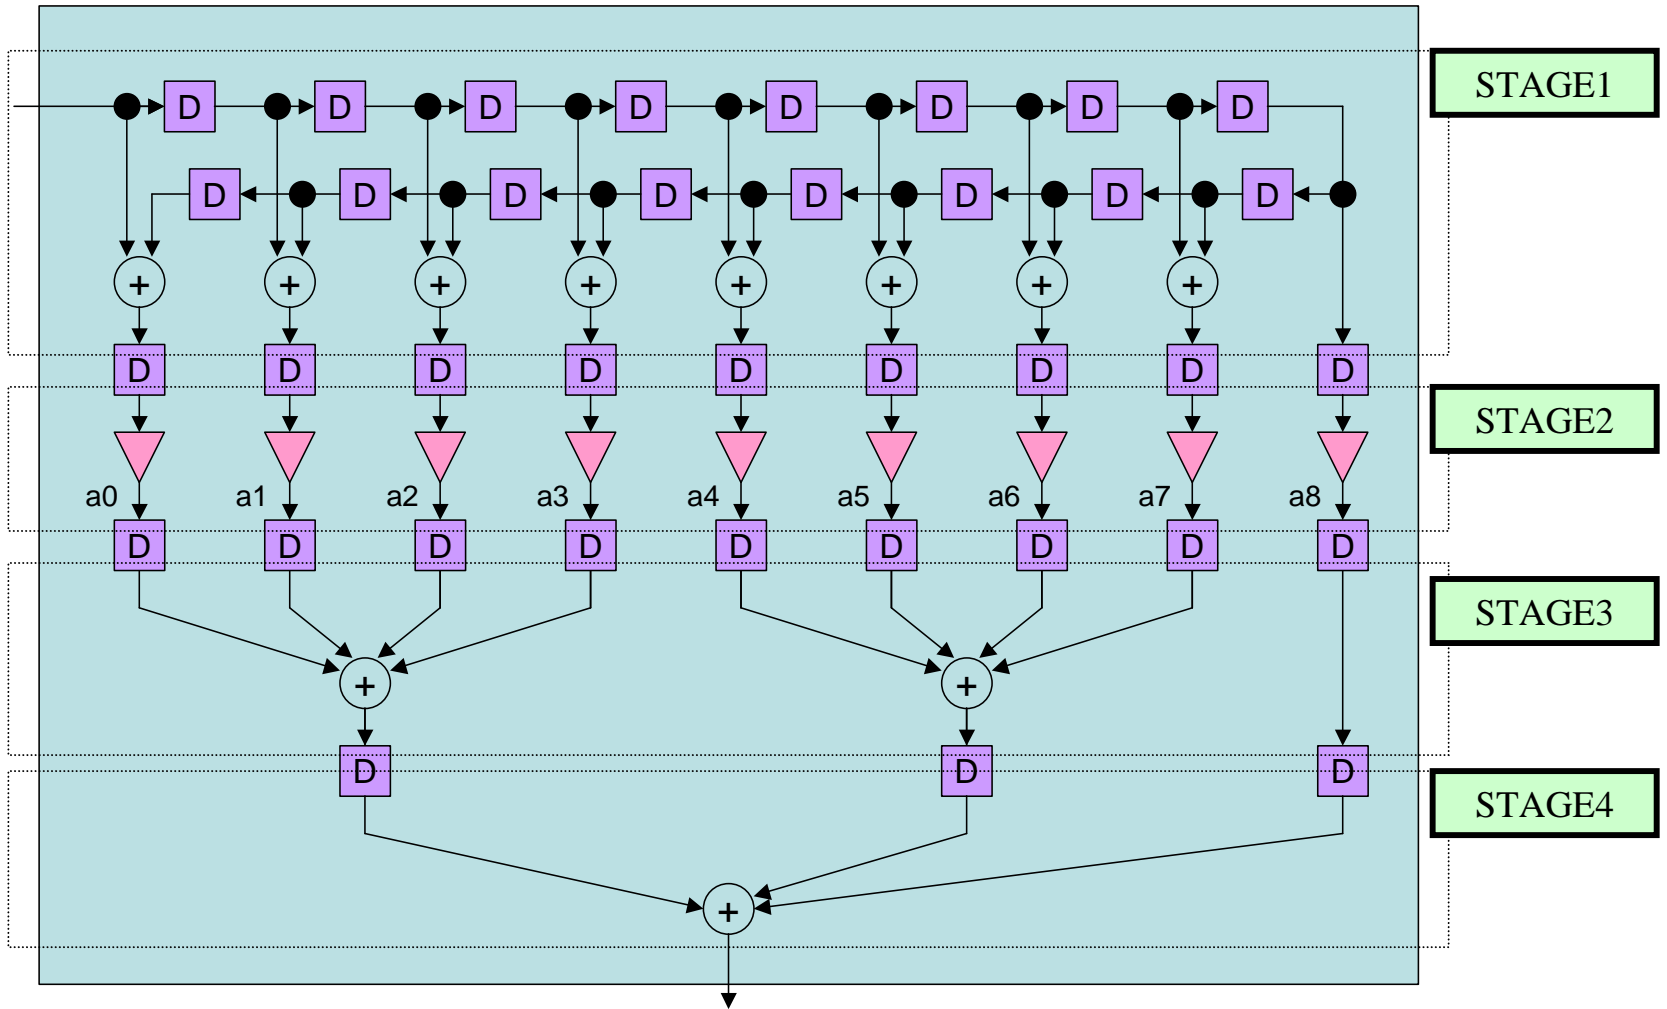 STAGE1
D D D D D D D D
D D D D D D D D
+ + + + + + + +
D D D D D D D D D
STAGE2
a0 a1 a2 a3 a4 a5 a6 a7 a8
D D D D D D D D D
STAGE3
+ +
D D D
STAGE4
+